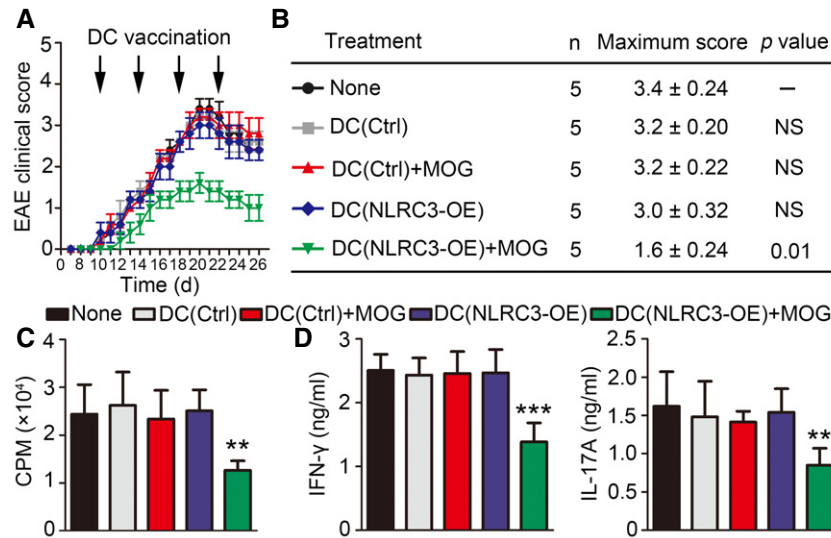 A
DC vaccination
EAE clinical score
5
4
3
2
1
0
0 2 4 6 8 10 12 14 16 18 20 22 24 26
Time (d)
B
Treatment n Maximum score p value
None 5 3.4 ± 0.24 –
DC(Ctrl) 5 3.2 ± 0.20 NS
DC(Ctrl)+MOG 5 3.2 ± 0.22 NS
DC(NLRC3-OE) 5 3.0 ± 0.32 NS
DC(NLRC3-OE)+MOG 5 1.6 ± 0.24 0.01
None DC(Ctrl) DC(Ctrl)+MOG DC(NLRC3-OE) DC(NLRC3-OE)+MOG
C
CPM (×10⁴)
4
3
2
1
0
**
D
IFN-γ (ng/ml)
3
2
1
0
***
IL-17A (ng/ml)
2.5
2.0
1.5
1.0
0.5
0
**